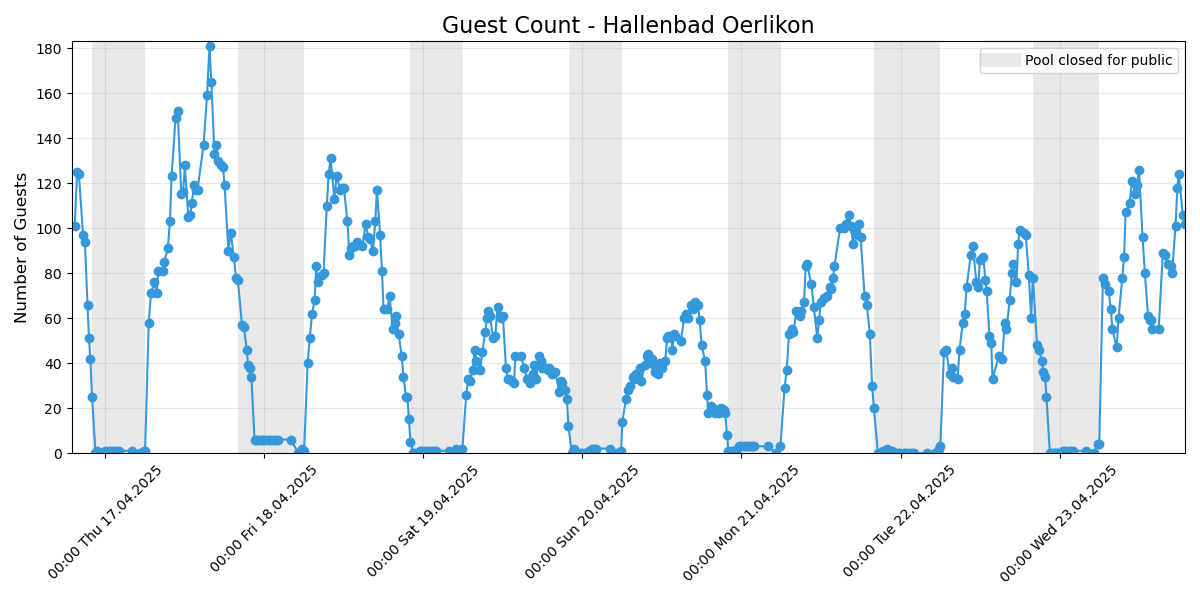 Guest Count - Hallenbad Oerlikon
Pool closed for public
Number of Guests
180
160
140
120
100
80
60
40
20
0
00:00 Thu 17.04.2025
00:00 Fri 18.04.2025
00:00 Sat 19.04.2025
00:00 Sun 20.04.2025
00:00 Mon 21.04.2025
00:00 Tue 22.04.2025
00:00 Wed 23.04.2025